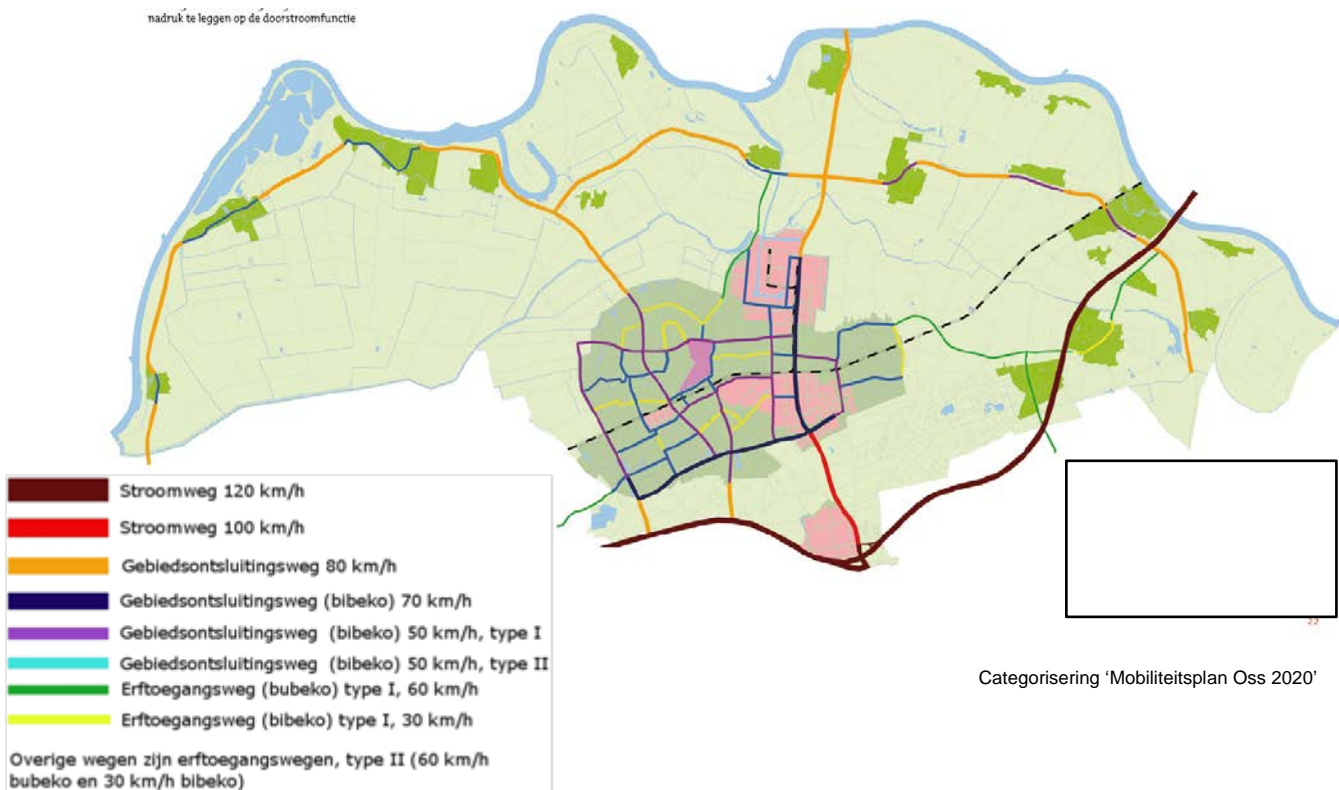 nadruk te leggen op de doorstroomfunctie
Stroomweg 120 km/h
Stroomweg 100 km/h
Gebiedsontsluitingsweg 80 km/h
Gebiedsontsluitingsweg (bibeko) 70 km/h
Gebiedsontsluitingsweg (bibeko) 50 km/h, type I
Gebiedsontsluitingsweg (bibeko) 50 km/h, type II
Erftoegangsweg (bubeko) type I, 60 km/h
Erftoegangsweg (bibeko) type I, 30 km/h
Overige wegen zijn erftoegangswegen, type II (60 km/h
bubeko en 30 km/h bibeko)
22
Categorisering ‘Mobiliteitsplan Oss 2020’